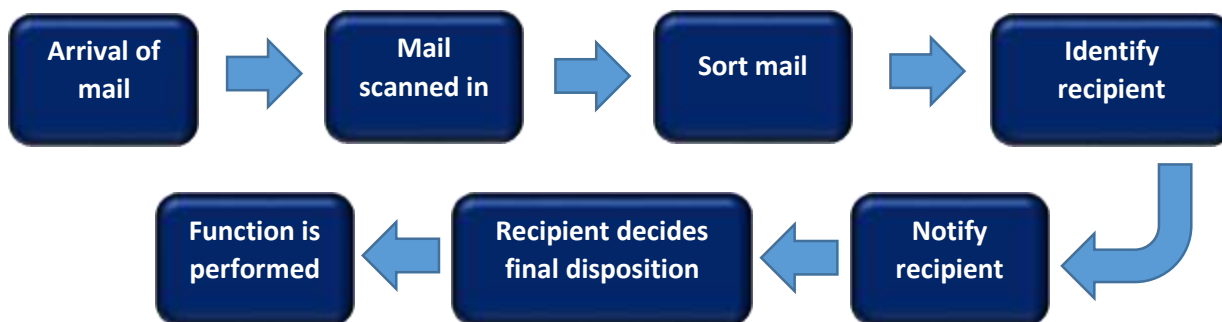 Arrival of
mail
Mail
scanned in
Sort mail
Identify
recipient
Notify
recipient
Recipient decides
final disposition
Function is
performed